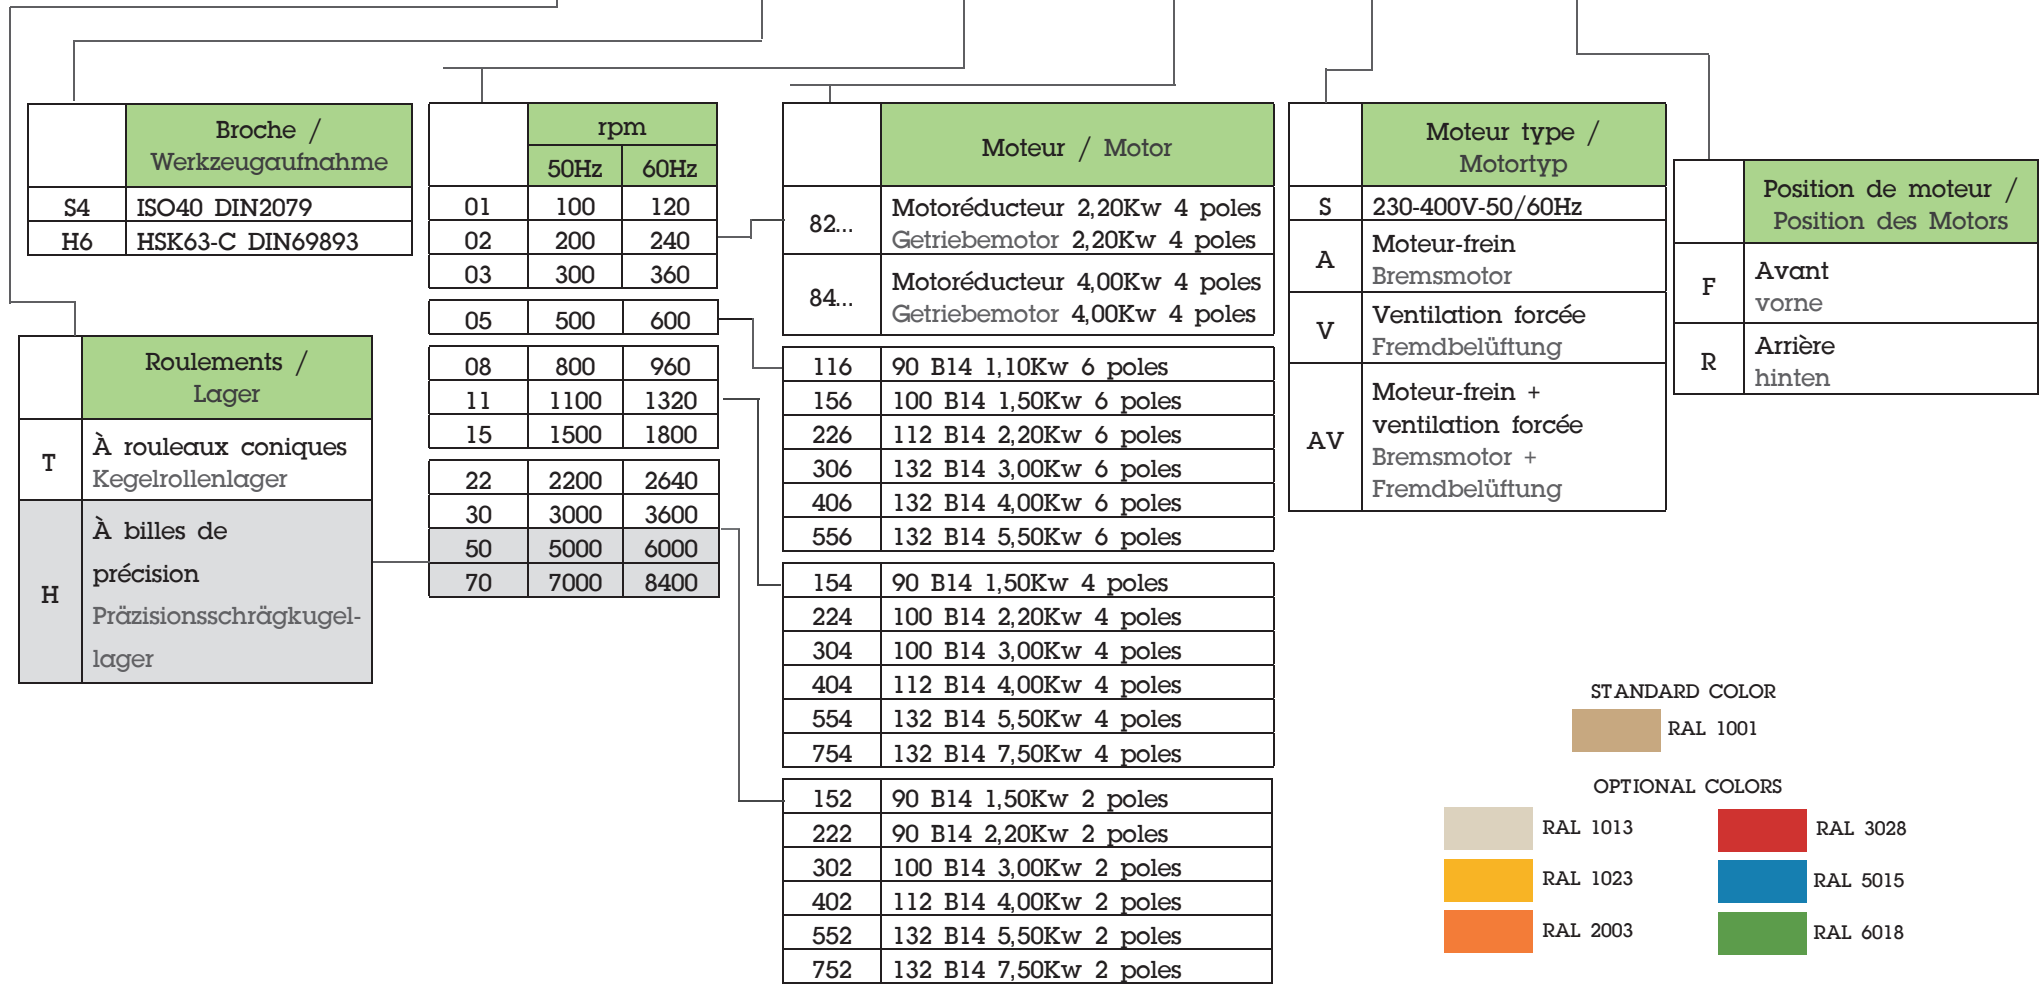 Broche /
Werkzeugaufnahme
S4 ISO40 DIN2079
H6 HSK63-C DIN69893
Roulements /
Lager
T À rouleaux coniques
Kegelrollenlager
H À billes de
précision
Präzisionsschrägkugel-
lager
rpm
50Hz 60Hz
01 100 120
02 200 240
03 300 360
05 500 600
08 800 960
11 1100 1320
15 1500 1800
22 2200 2640
30 3000 3600
50 5000 6000
70 7000 8400
Moteur / Motor
82... Motoréducteur 2,20Kw 4 poles
Getriebemotor 2,20Kw 4 poles
84... Motoréducteur 4,00Kw 4 poles
Getriebemotor 4,00Kw 4 poles
116 90 B14 1,10Kw 6 poles
156 100 B14 1,50Kw 6 poles
226 112 B14 2,20Kw 6 poles
306 132 B14 3,00Kw 6 poles
406 132 B14 4,00Kw 6 poles
556 132 B14 5,50Kw 6 poles
154 90 B14 1,50Kw 4 poles
224 100 B14 2,20Kw 4 poles
304 100 B14 3,00Kw 4 poles
404 112 B14 4,00Kw 4 poles
554 132 B14 5,50Kw 4 poles
754 132 B14 7,50Kw 4 poles
152 90 B14 1,50Kw 2 poles
222 90 B14 2,20Kw 2 poles
302 100 B14 3,00Kw 2 poles
402 112 B14 4,00Kw 2 poles
552 132 B14 5,50Kw 2 poles
752 132 B14 7,50Kw 2 poles
Moteur type /
Motortyp
S 230-400V-50/60Hz
A Moteur-frein
Bremsmotor
V Ventilation forcée
Fremdbelüftung
AV Moteur-frein +
ventilation forcée
Bremsmotor +
Fremdbelüftung
Position de moteur /
Position des Motors
F Avant
vorne
R Arrière
hinten
STANDARD COLOR
RAL 1001
OPTIONAL COLORS
RAL 1013 RAL 3028
RAL 1023 RAL 5015
RAL 2003 RAL 6018